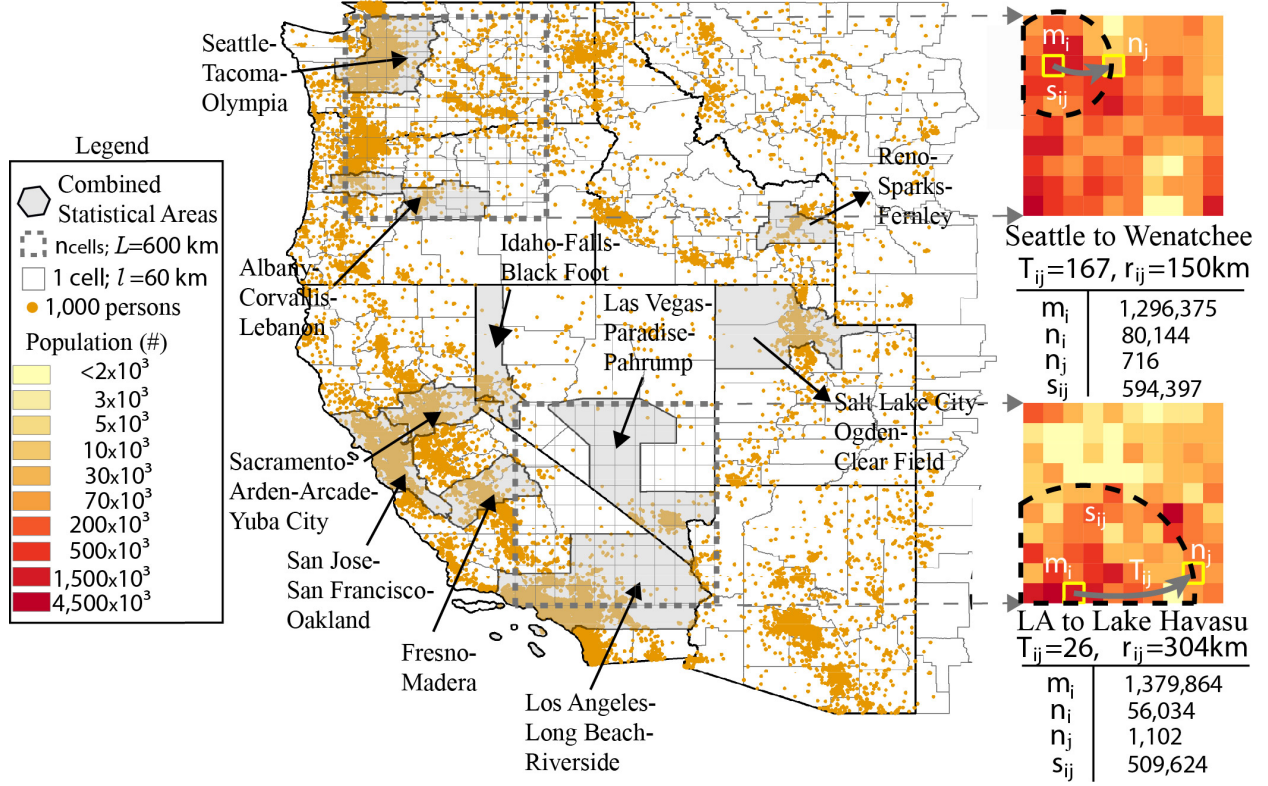 Seattle-
Tacoma-
Olympia
Legend
Combined
Statistical Areas
ncells; L=600 km
1 cell; l=60 km
1,000 persons
Population (#)
<2x10³
3x10³
5x10³
10x10³
30x10³
70x10³
200x10³
500x10³
1,500x10³
4,500x10³
Albany-
Corvallis-
Lebanon
Idaho-Falls-
Black Foot
Las Vegas-
Paradise-
Pahrump
Reno-
Sparks-
Fernley
Salt Lake City-
Ogden-
Clear Field
Sacramento-
Arden-Arcade-
Yuba City
San Jose-
San Francisco-
Oakland
Fresno-
Madera
Los Angeles-
Long Beach-
Riverside
mi
nj
sij
Seattle to Wenatchee
Tij=167, rij=150km
mi 1,296,375
ni 80,144
nj 716
sij 594,397
sij
mi
Tij
nj
LA to Lake Havasu
Tij=26, rij=304km
mi 1,379,864
ni 56,034
nj 1,102
sij 509,624